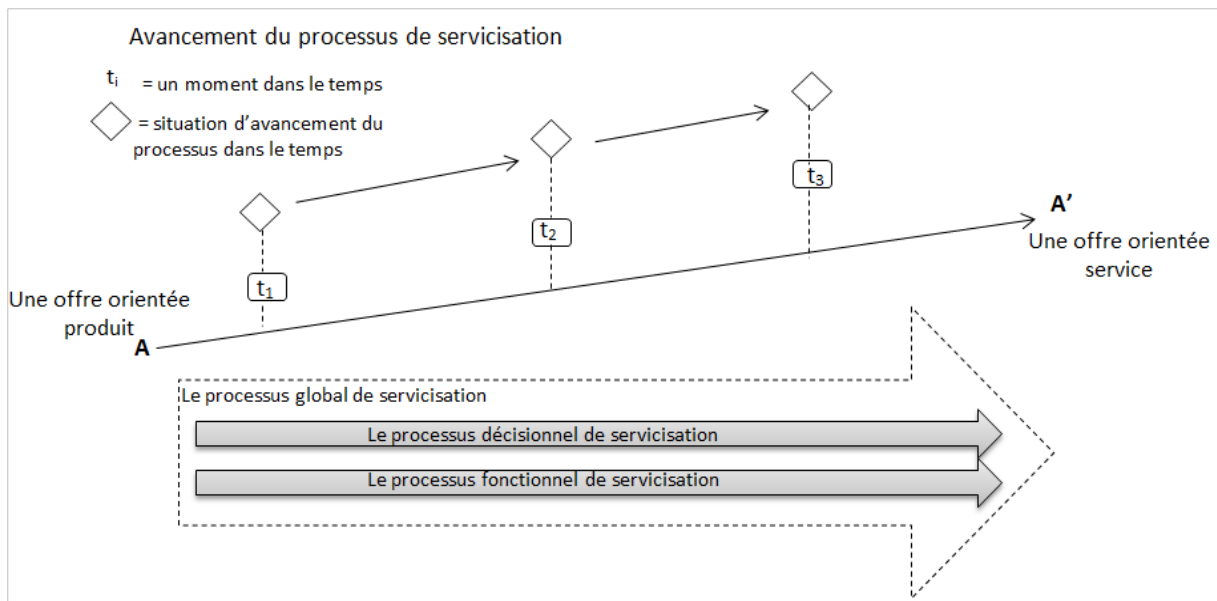 Avancement du processus de servicisation
tᵢ = un moment dans le temps
= situation d’avancement du
processus dans le temps
t₃
t₂
t₁
A’
Une offre orientée
service
Une offre orientée
produit
A
Le processus global de servicisation
Le processus décisionnel de servicisation
Le processus fonctionnel de servicisation